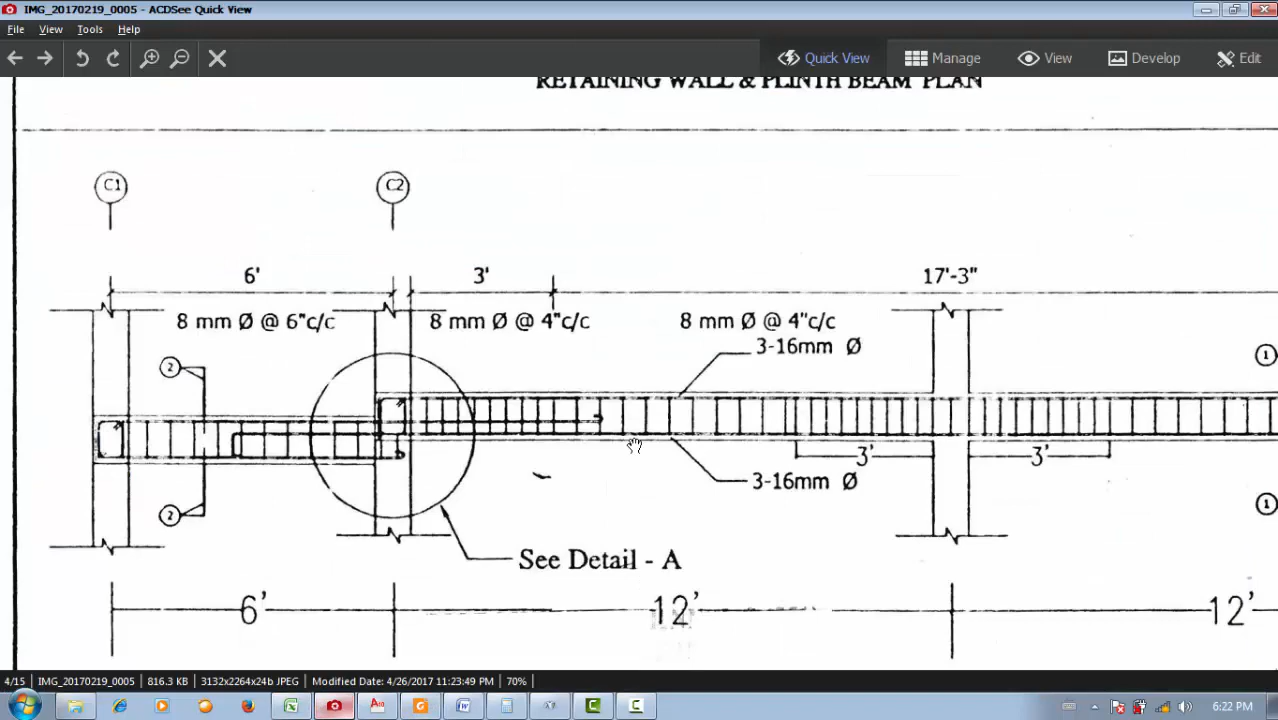 IMG_20170219_0005 - ACDSee Quick View
File View Tools Help
Quick View Manage View Develop Edit
RETAINING WALL & PLINTH BEAM PLAN
C1 C2
6' 3' 17'-3"
8 mm Ø @ 6"c/c 8 mm Ø @ 4"c/c 8 mm Ø @ 4"c/c
3-16mm Ø
2 1
3' 3'
3-16mm Ø
2 1
See Detail - A
6' 12' 12'
4/15 IMG_20170219_0005 816.3 KB 3132x2264x24b JPEG Modified Date: 4/26/2017 11:23:49 PM 70%
6:22 PM